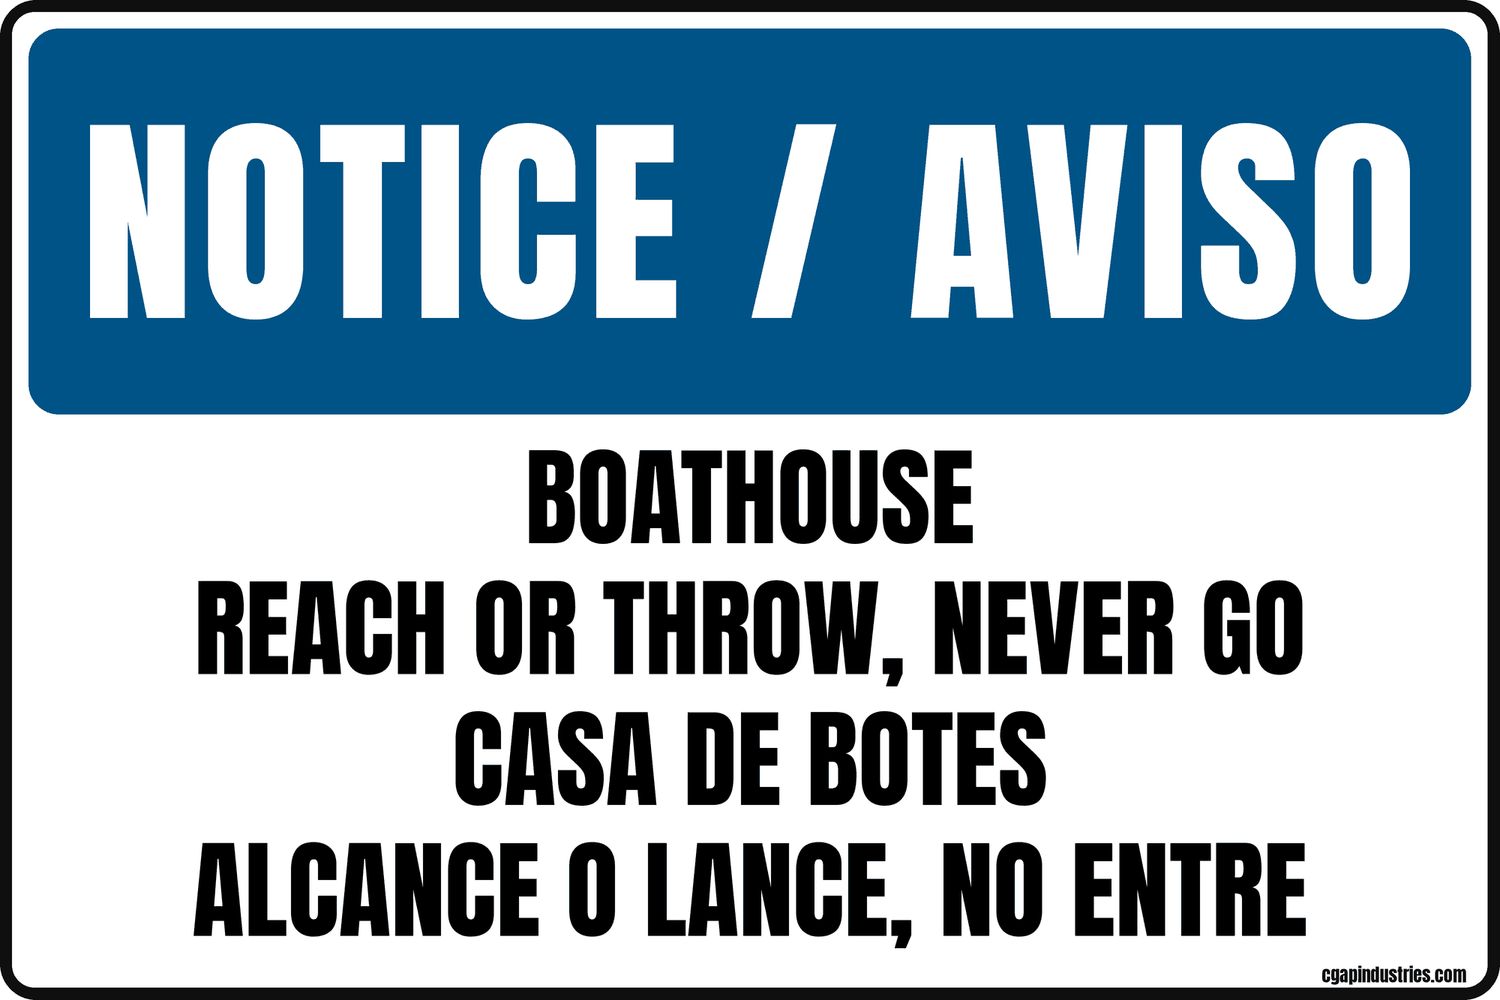 NOTICE / AVISO
BOATHOUSE
REACH OR THROW, NEVER GO
CASA DE BOTES
ALCANCE O LANCE, NO ENTRE
cgapindustries.com